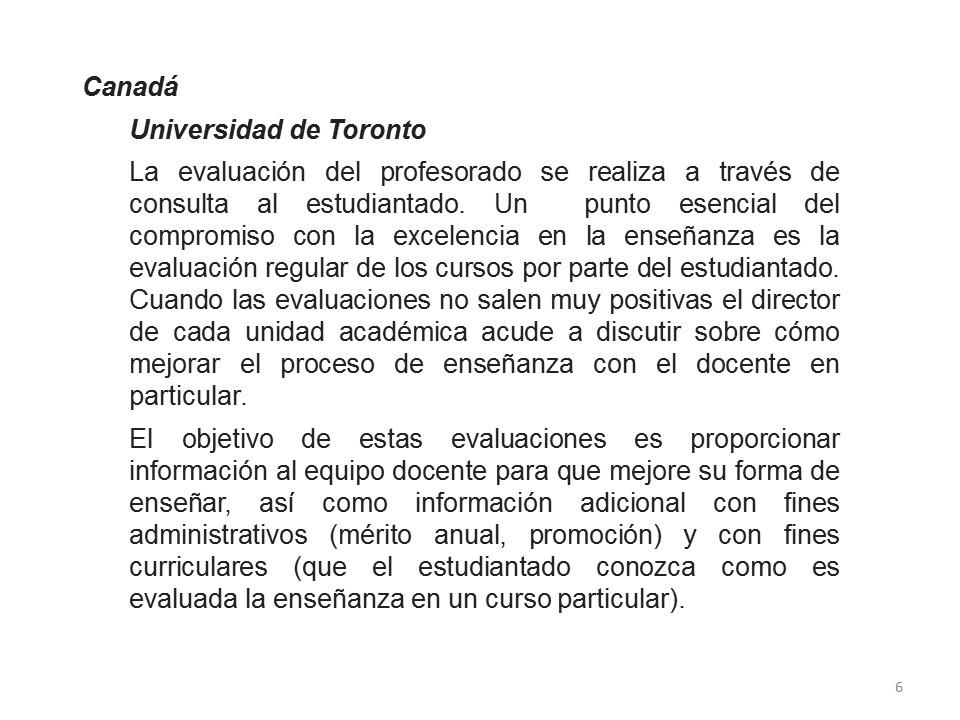 Canadá
Universidad de Toronto
La evaluación del profesorado se realiza a través de
consulta al estudiantado. Un punto esencial del
compromiso con la excelencia en la enseñanza es la
evaluación regular de los cursos por parte del estudiantado.
Cuando las evaluaciones no salen muy positivas el director
de cada unidad académica acude a discutir sobre cómo
mejorar el proceso de enseñanza con el docente en
particular.
El objetivo de estas evaluaciones es proporcionar
información al equipo docente para que mejore su forma de
enseñar, así como información adicional con fines
administrativos (mérito anual, promoción) y con fines
curriculares (que el estudiantado conozca como es
evaluada la enseñanza en un curso particular).
6